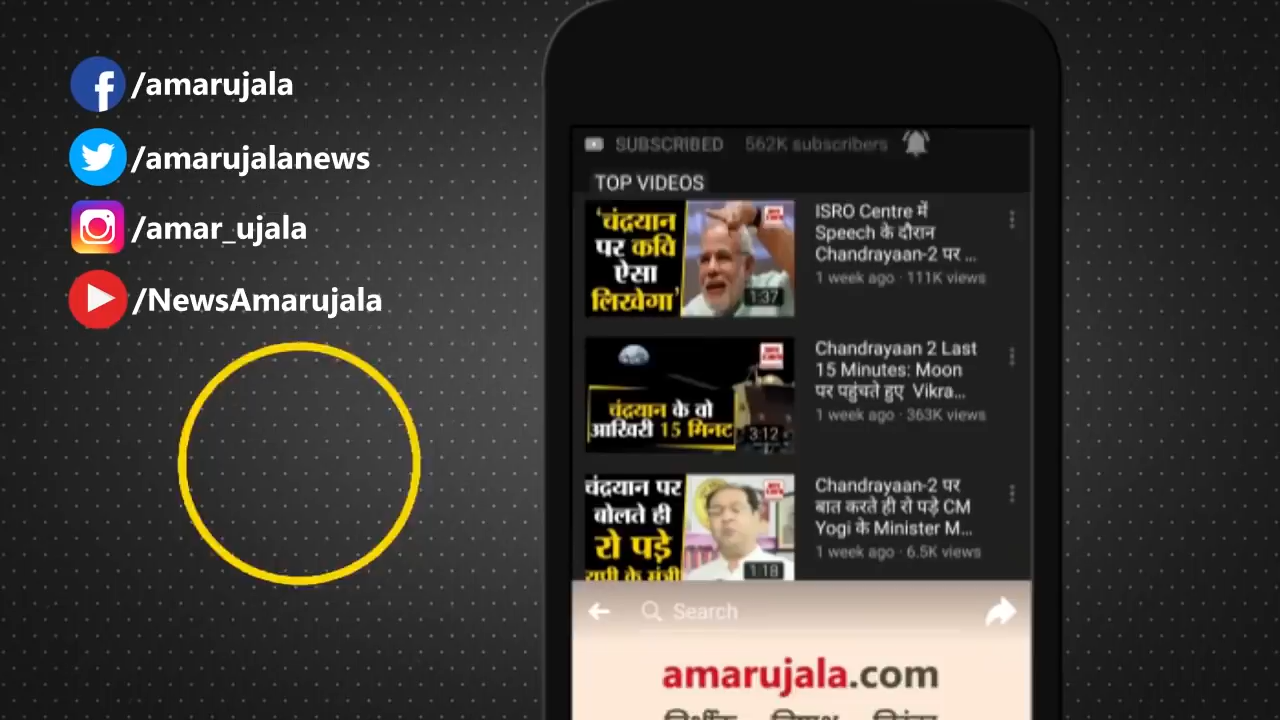 /amarujala
/amarujalanews
/amar_ujala
/NewsAmarujala
SUBSCRIBED 562K subscribers
TOP VIDEOS
'चंद्रयान
पर कवि
ऐसा
लिखेगा'
1:37
ISRO Centre में
Speech के दौरान
Chandrayaan-2 पर ...
1 week ago · 111K views
चंद्रयान के वो
आखिरी 15 मिनट
3:12
Chandrayaan 2 Last
15 Minutes: Moon
पर पहुंचते हुए Vikra...
1 week ago · 363K views
चंद्रयान पर
बोलते ही
रो पड़े
यूपी के मंत्री
1:18
Chandrayaan-2 पर
बात करते ही रो पड़े CM
Yogi के Minister M...
1 week ago · 6.5K views
Search
amarujala.com